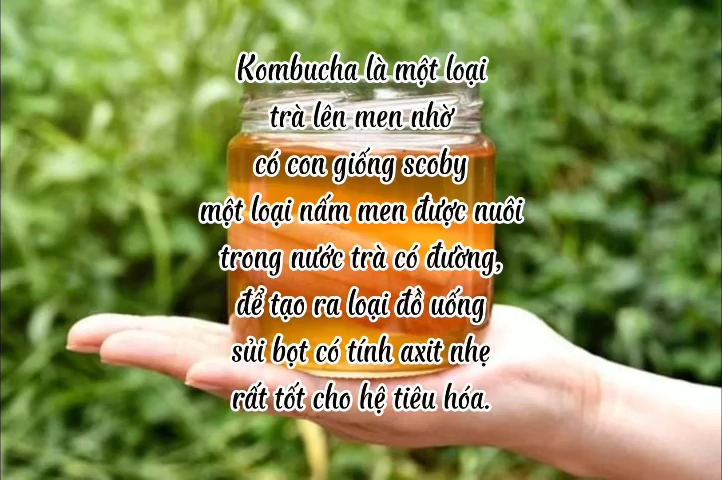 Kombucha là một loại
trà lên men nhờ
có con giống scoby
một loại nấm men được nuôi
trong nước trà có đường,
để tạo ra loại đồ uống
sủi bọt có tính axit nhẹ
rất tốt cho hệ tiêu hóa.